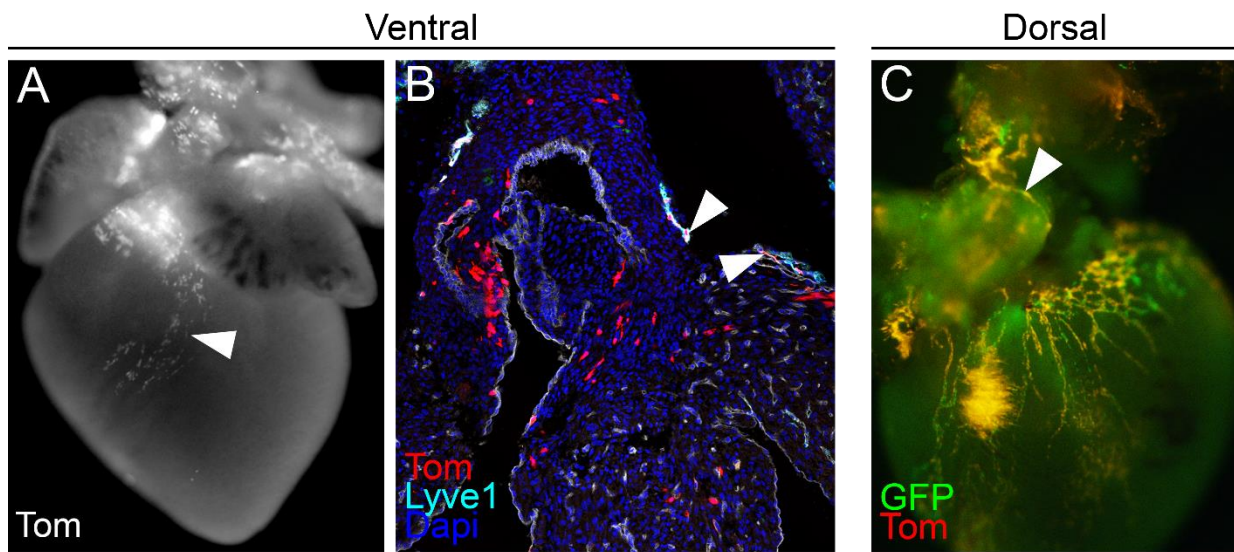 Ventral
Dorsal
A
B
C
Tom
Tom
Lyve1
Dapi
GFP
Tom